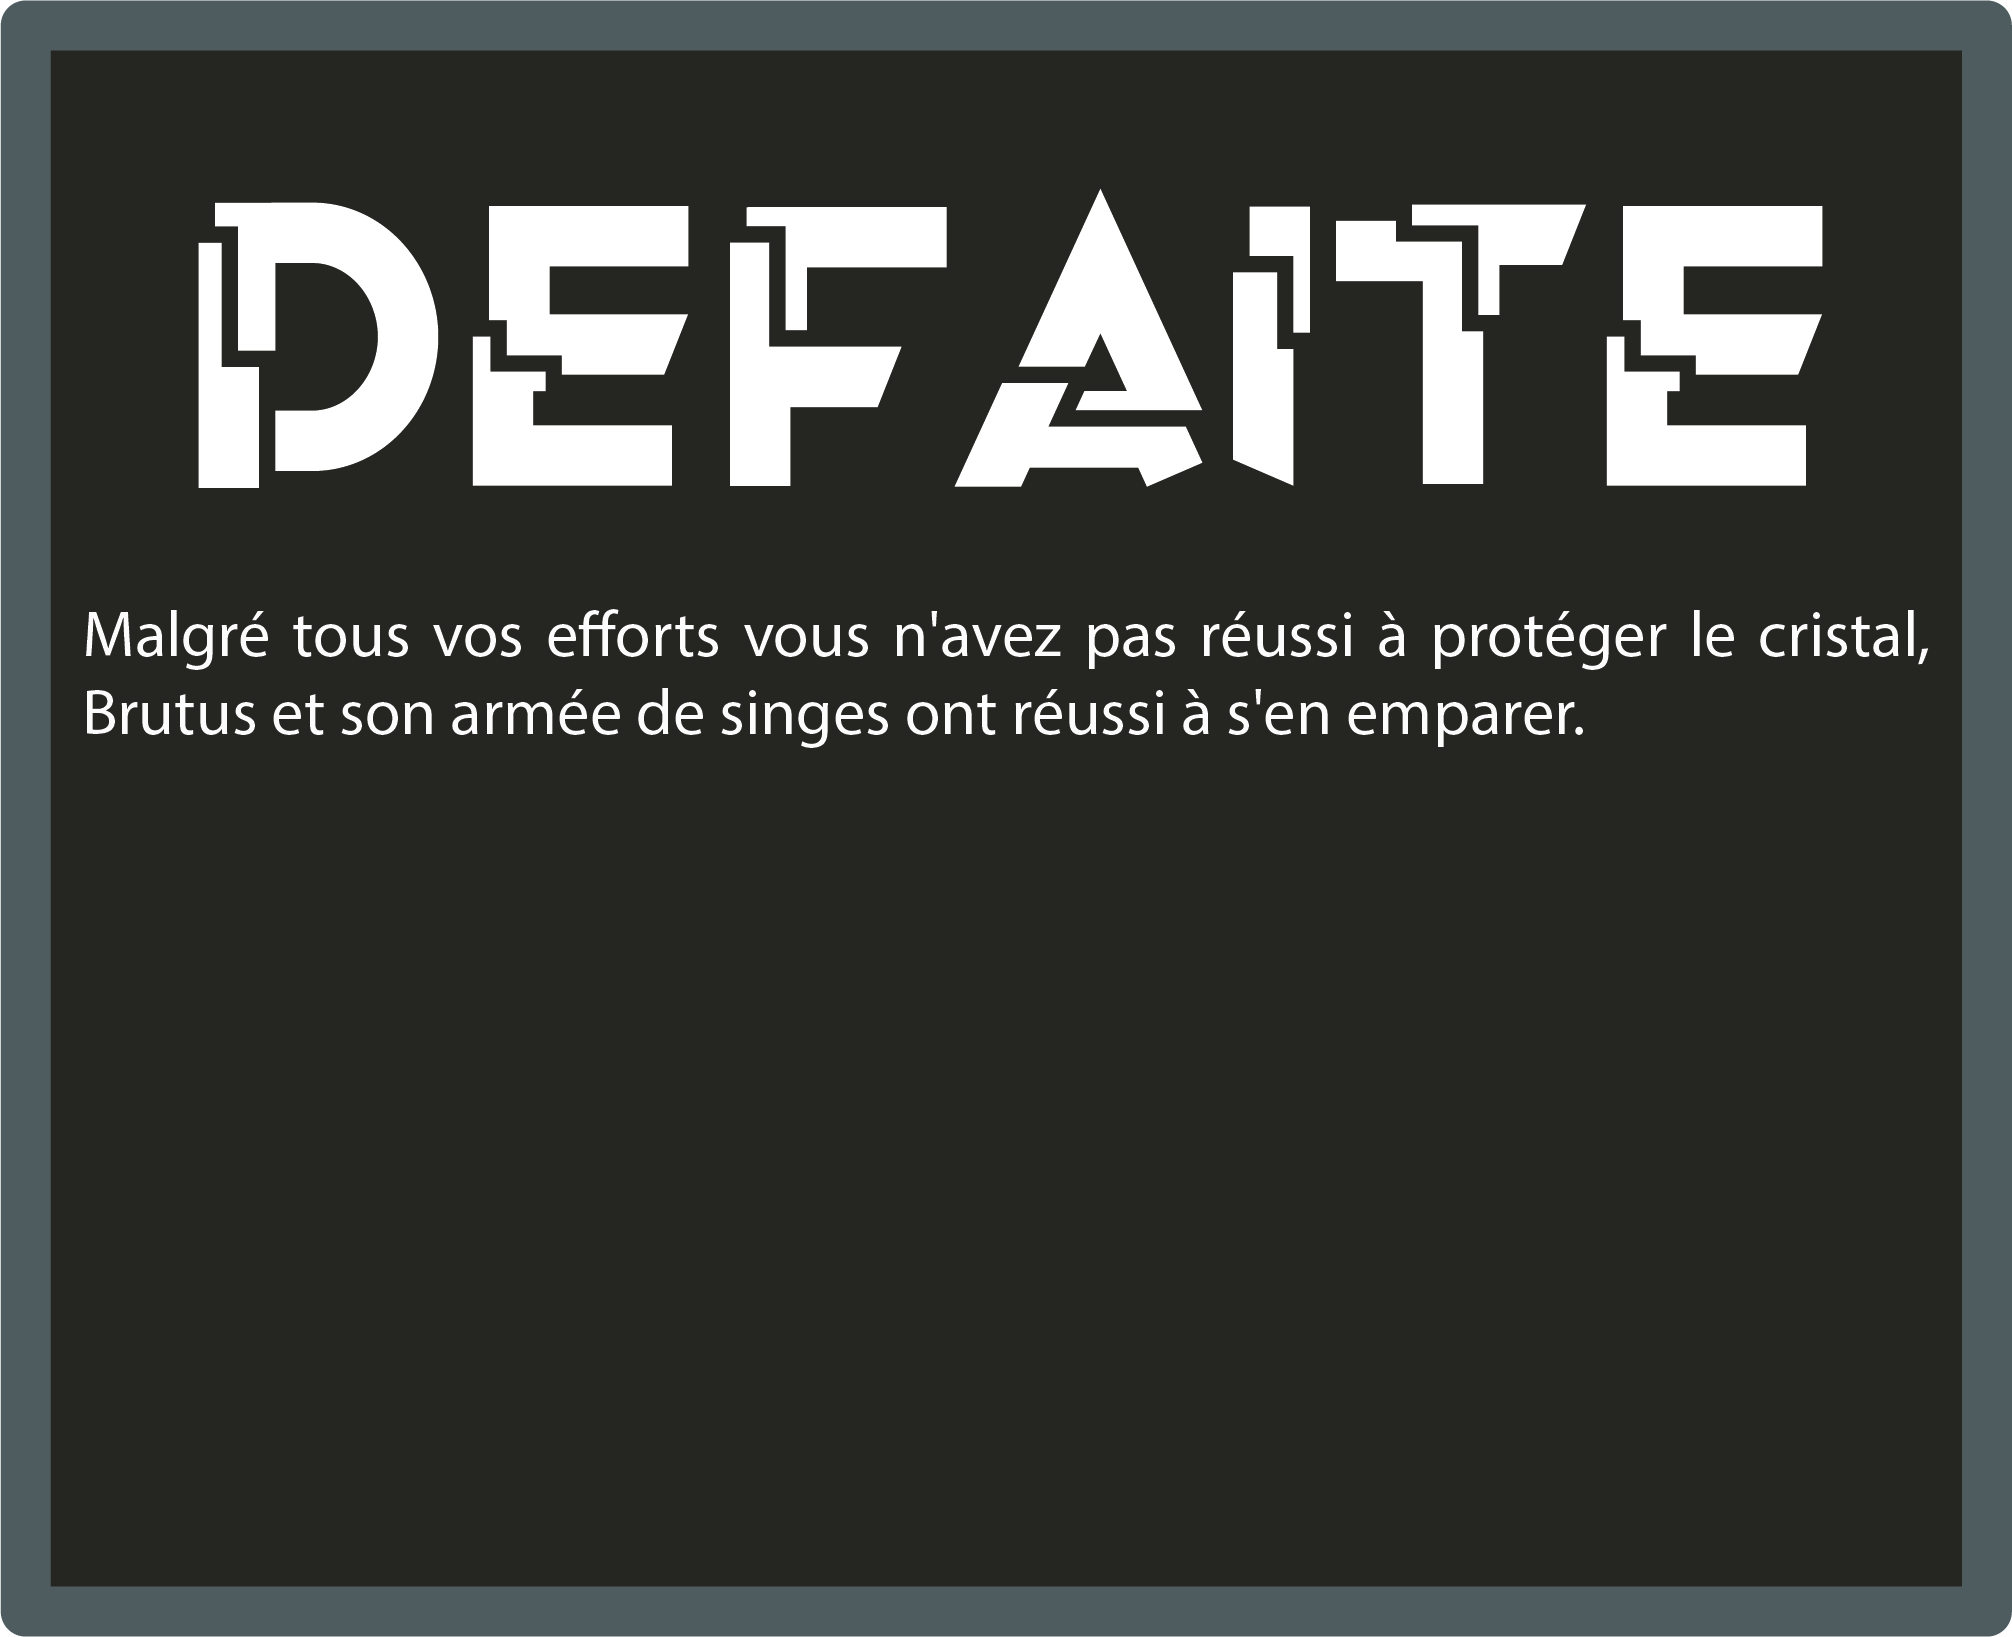 DEFAITE
Malgré tous vos efforts vous n'avez pas réussi à protéger le cristal,
Brutus et son armée de singes ont réussi à s'en emparer.